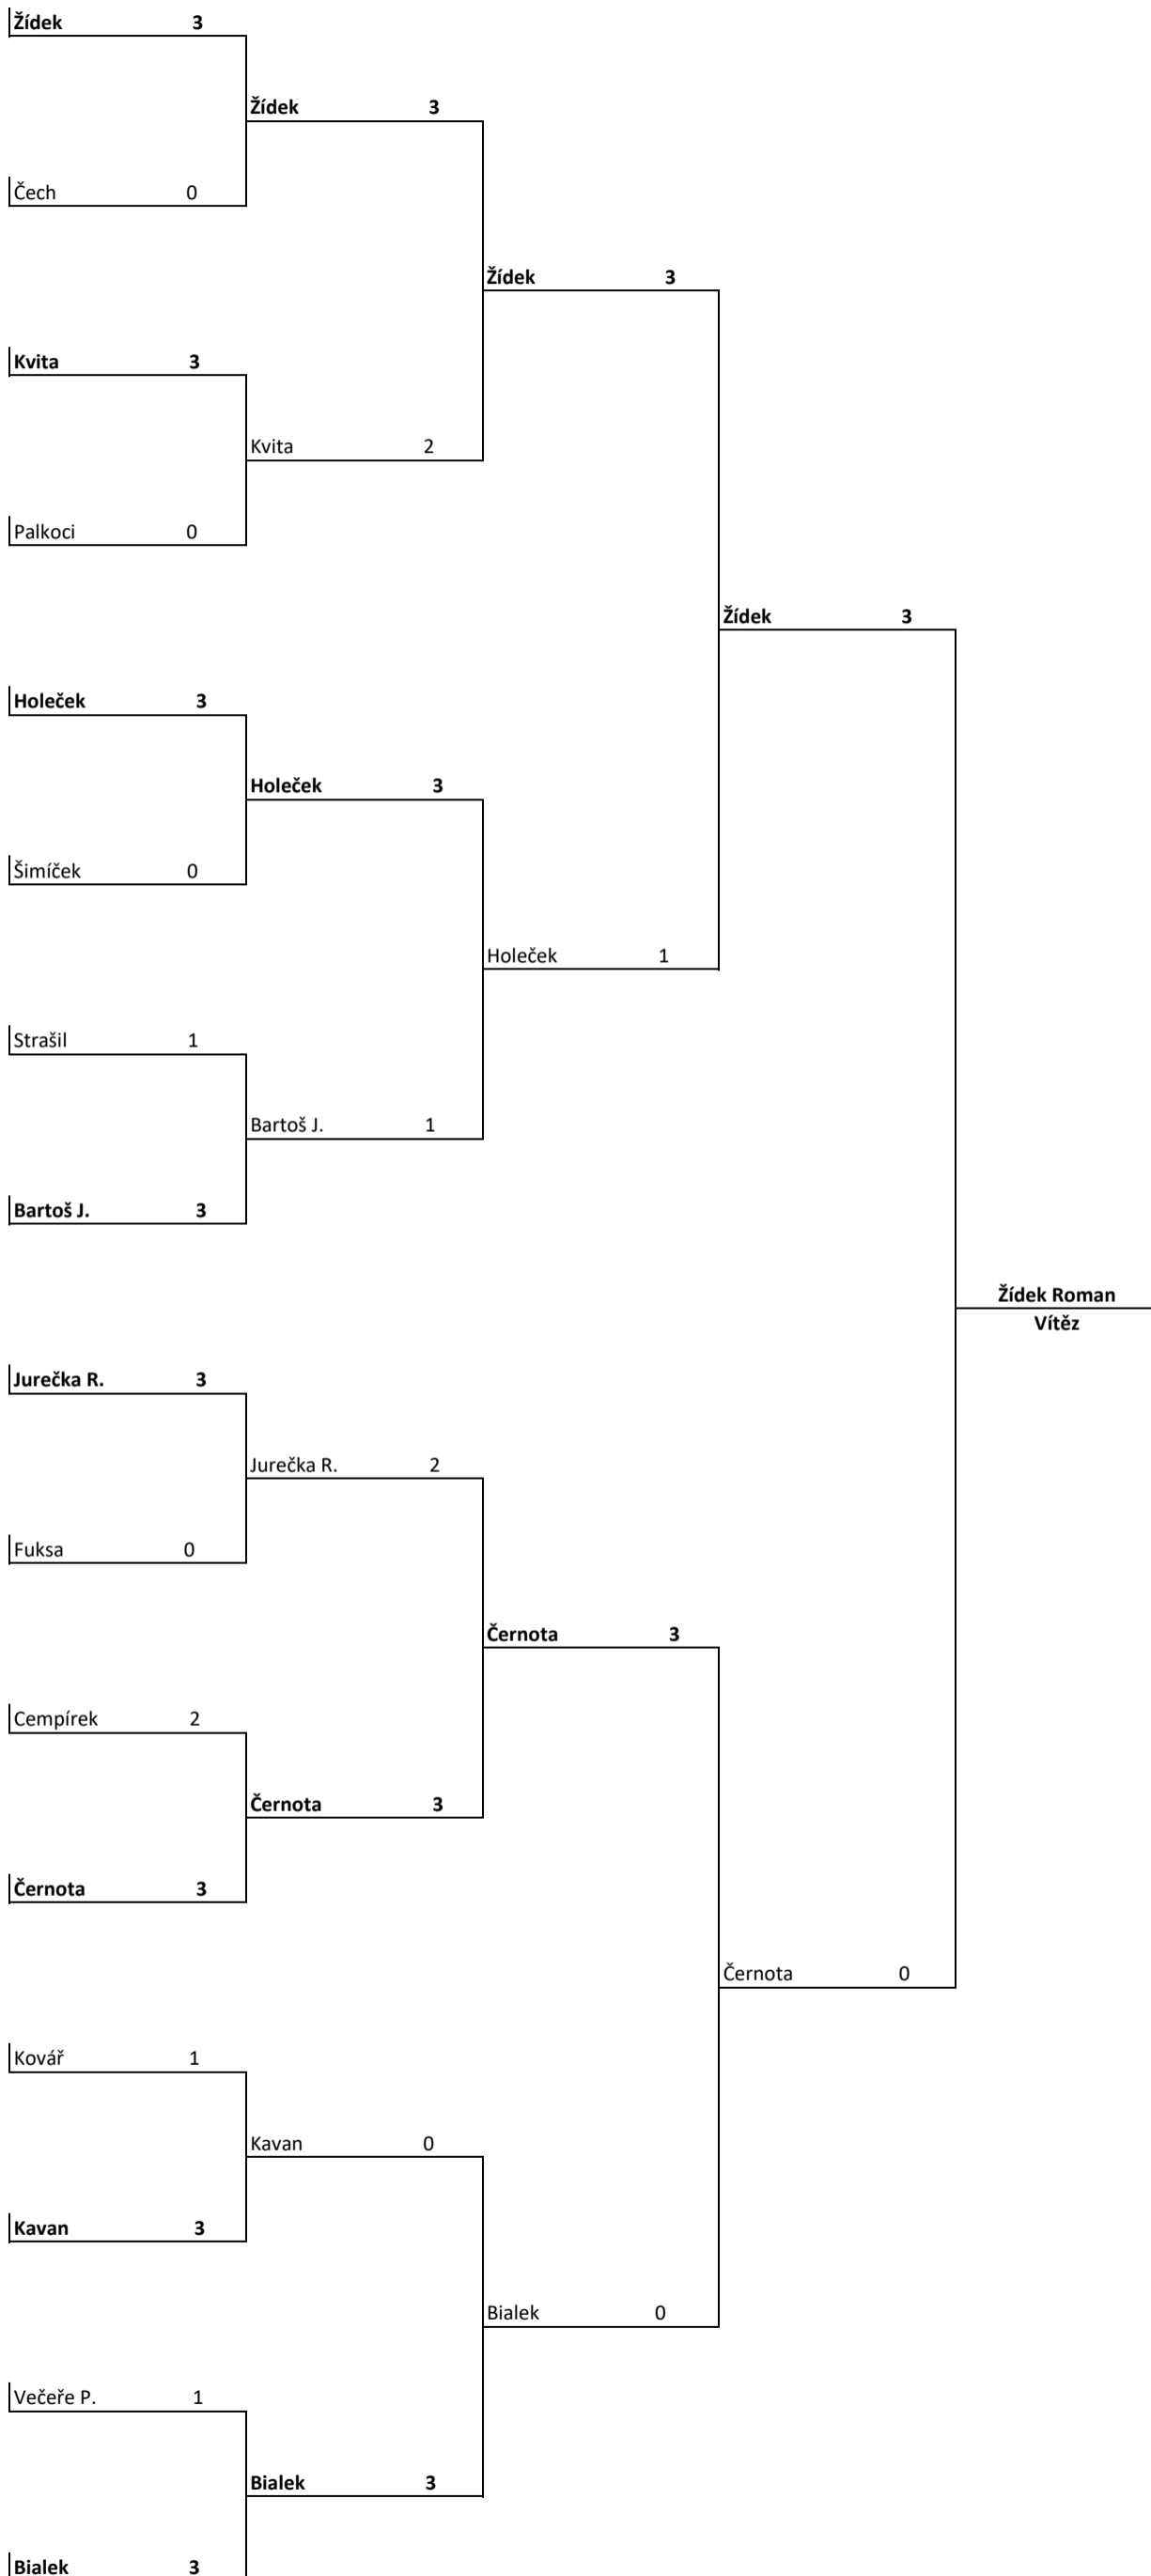 Žídek 3
Žídek 3
Čech 0
Žídek 3
Kvita 3
Kvita 2
Palkoci 0
Žídek 3
Holeček 3
Holeček 3
Šimíček 0
Holeček 1
Strašil 1
Bartoš J. 1
Bartoš J. 3
Žídek Roman
Vítěz
Jurečka R. 3
Jurečka R. 2
Fuksa 0
Černota 3
Cempírek 2
Černota 3
Černota 3
Černota 0
Kovář 1
Kavan 0
Kavan 3
Bialek 0
Večeře P. 1
Bialek 3
Bialek 3